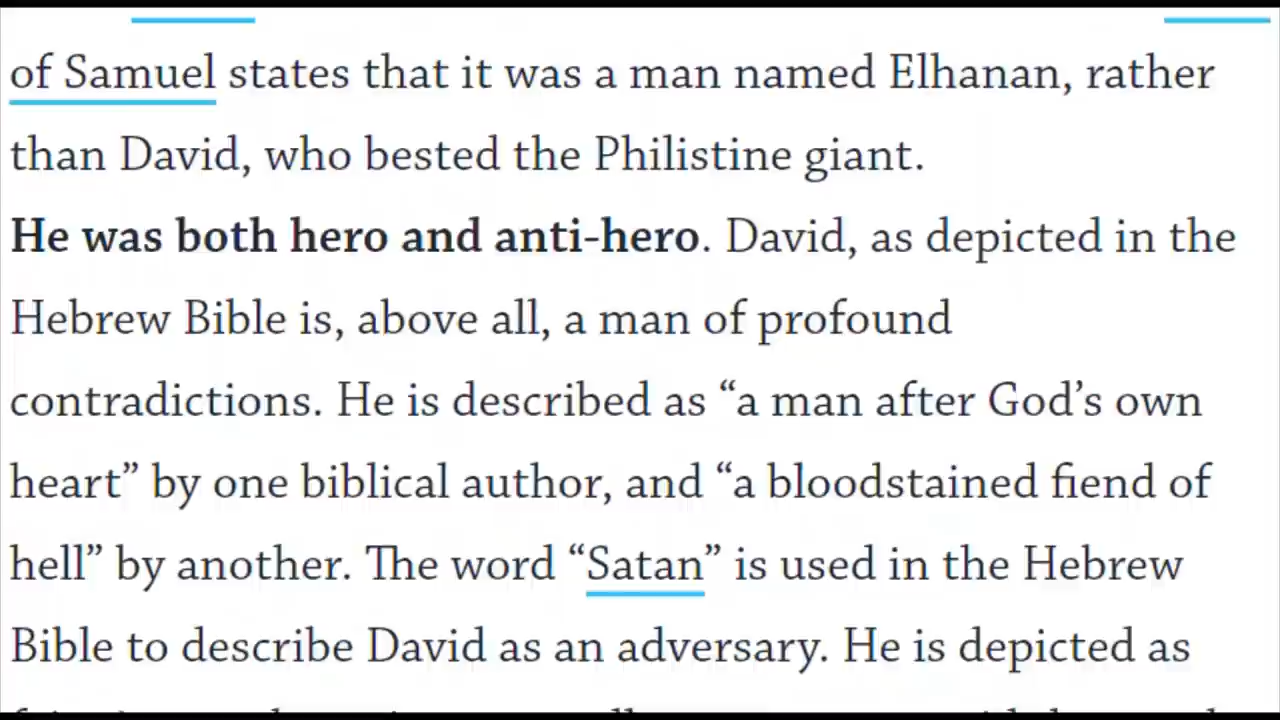 of Samuel states that it was a man named Elhanan, rather
than David, who bested the Philistine giant.
He was both hero and anti-hero. David, as depicted in the
Hebrew Bible is, above all, a man of profound
contradictions. He is described as “a man after God’s own
heart” by one biblical author, and “a bloodstained fiend of
hell” by another. The word “Satan” is used in the Hebrew
Bible to describe David as an adversary. He is depicted as